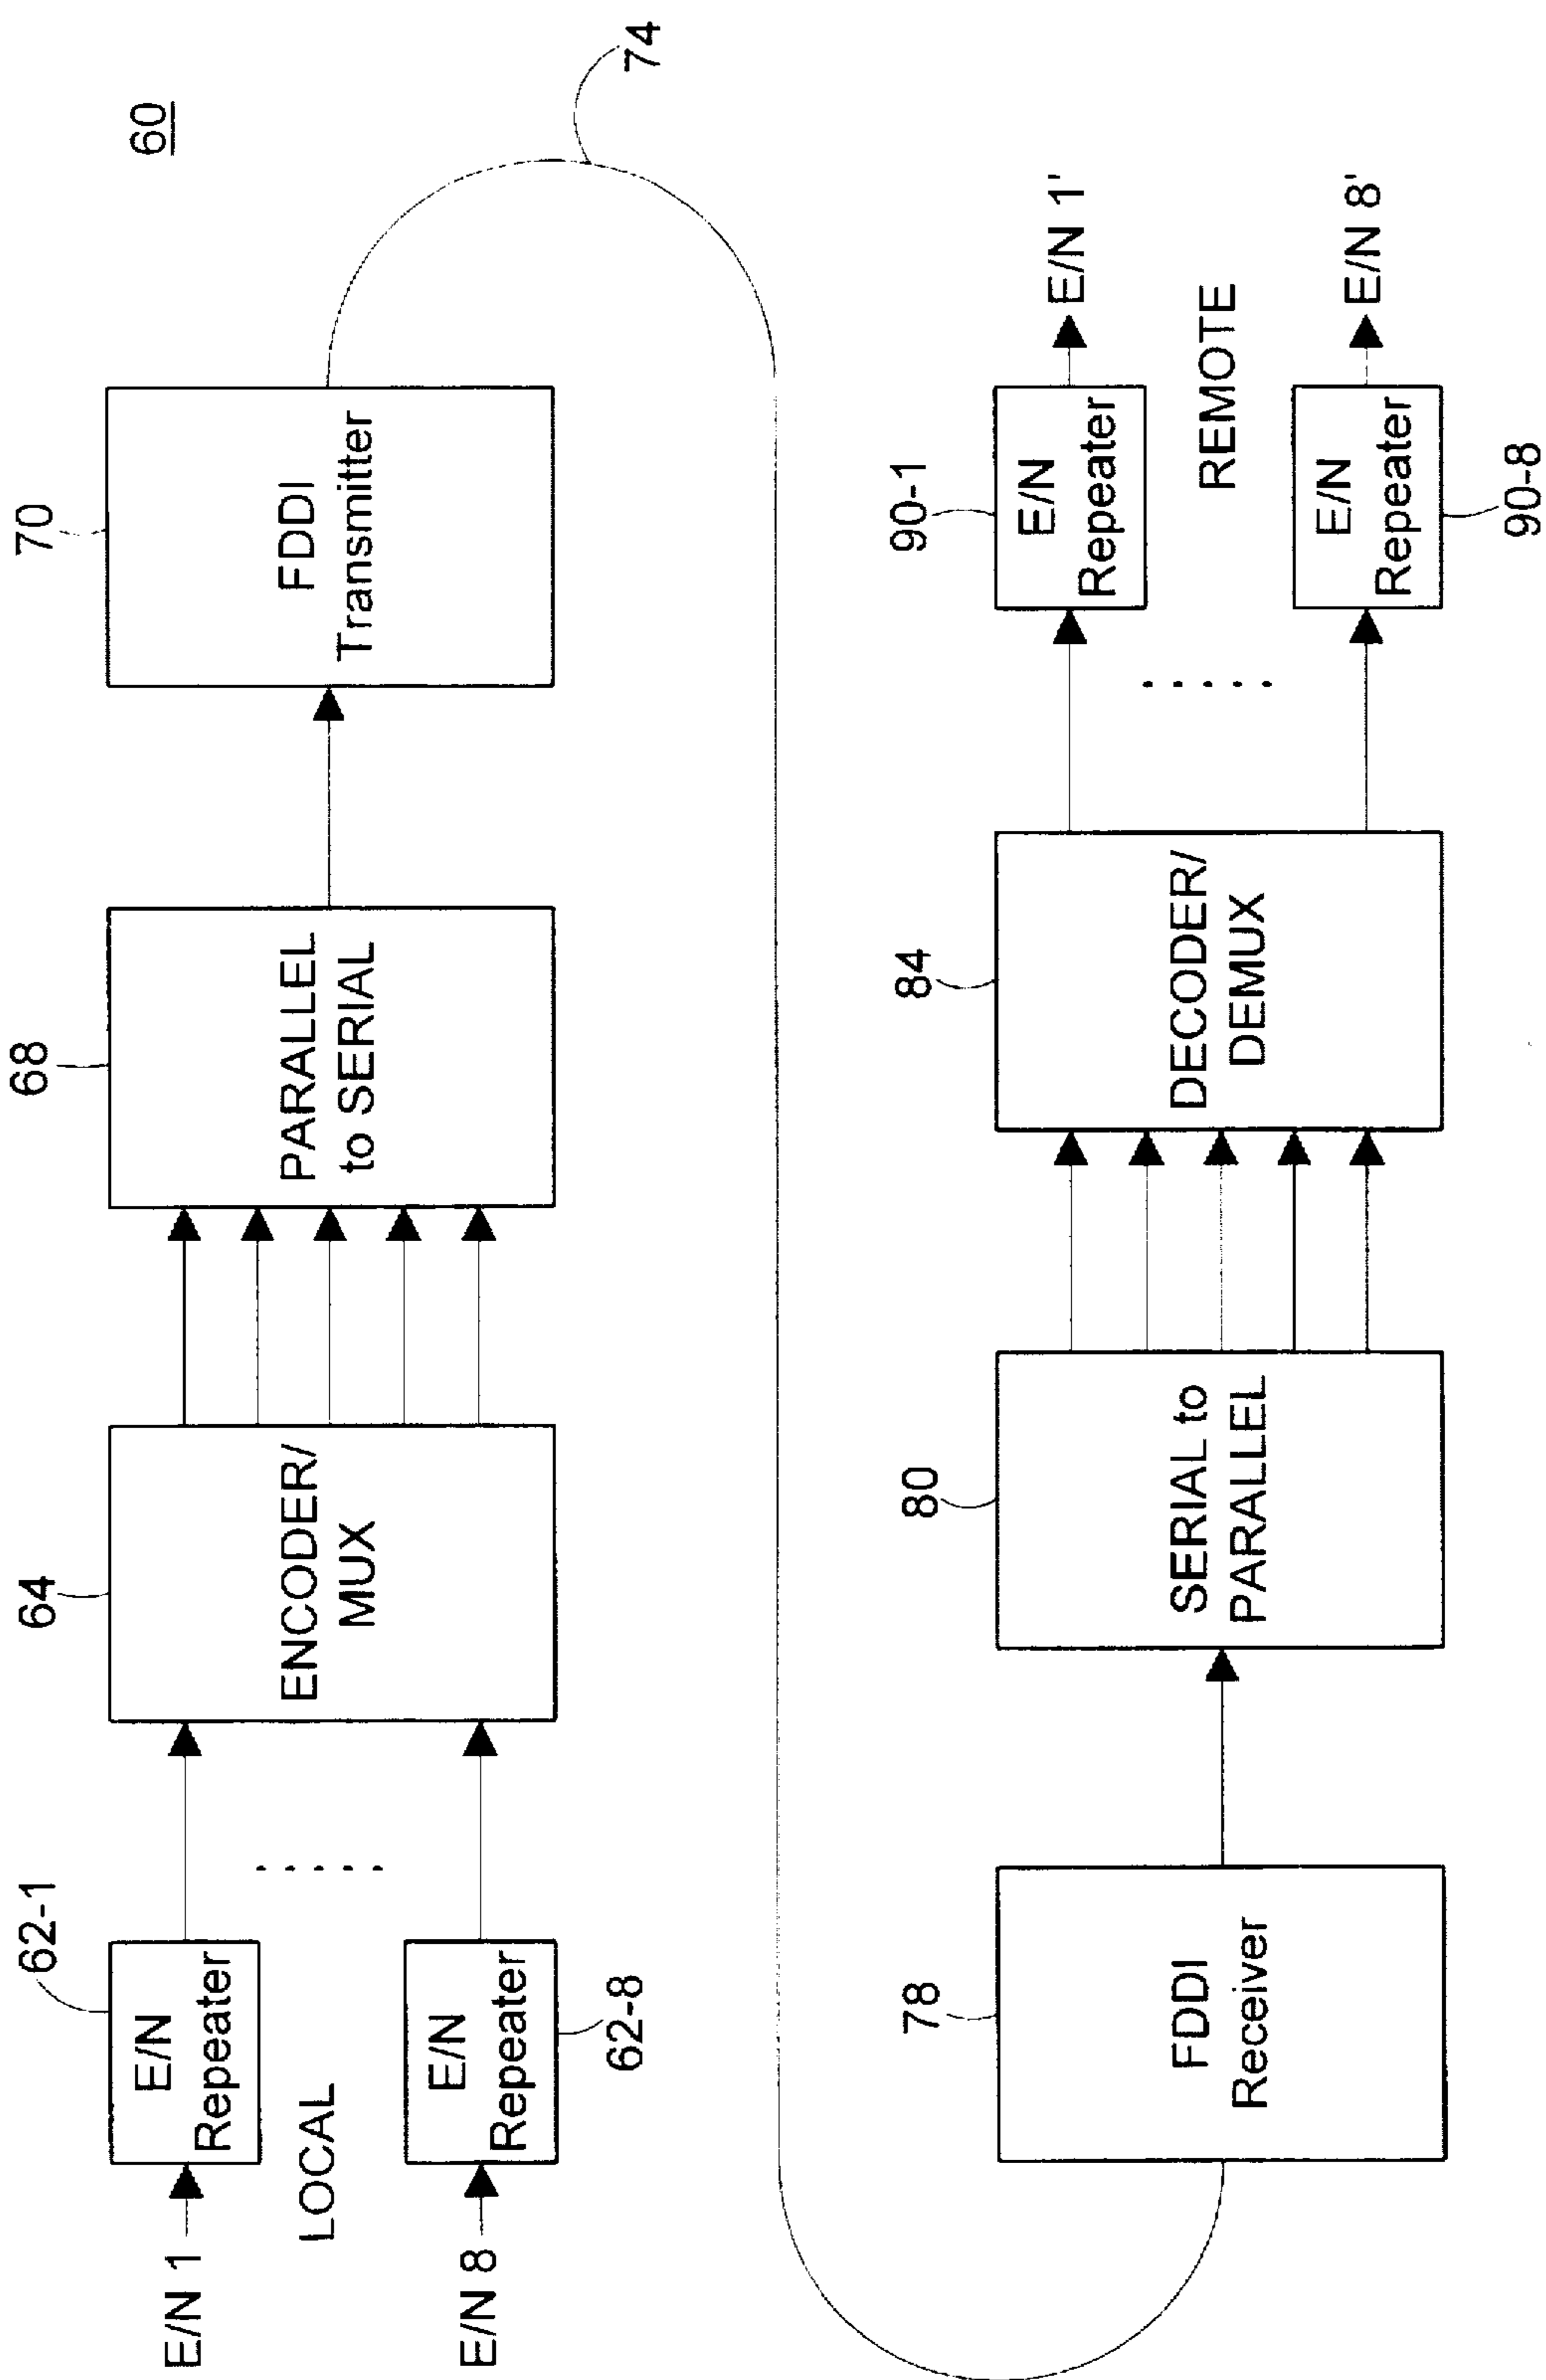 60
62-1
64
68
70
E/N 1
E/N
Repeater
LOCAL
E/N 8
E/N
Repeater
62-8
ENCODER/
MUX
PARALLEL
to SERIAL
FDDI
Transmitter
74
78
80
84
90-1
FDDI
Receiver
SERIAL to
PARALLEL
DECODER/
DEMUX
E/N
Repeater
E/N 1'
REMOTE
E/N
Repeater
E/N 8'
90-8